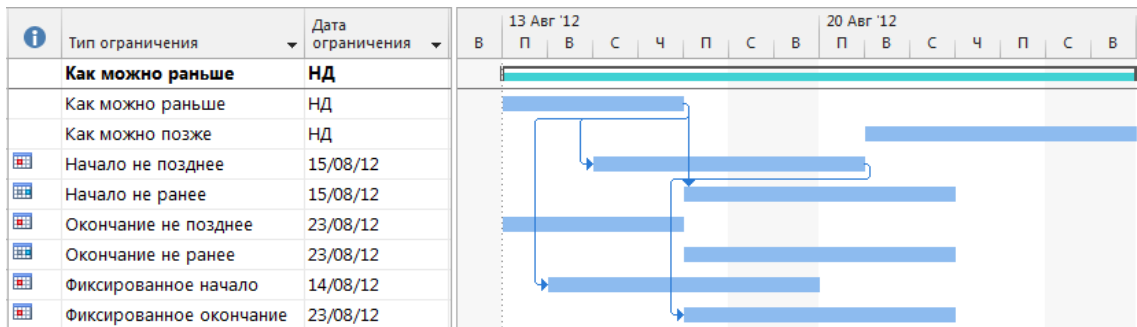 13 Авг '12 20 Авг '12
Тип ограничения Дата ограничения В П В С Ч П С В П В С Ч П С В
Как можно раньше НД
Как можно раньше НД
Как можно позже НД
Начало не позднее 15/08/12
Начало не ранее 15/08/12
Окончание не позднее 23/08/12
Окончание не ранее 23/08/12
Фиксированное начало 14/08/12
Фиксированное окончание 23/08/12